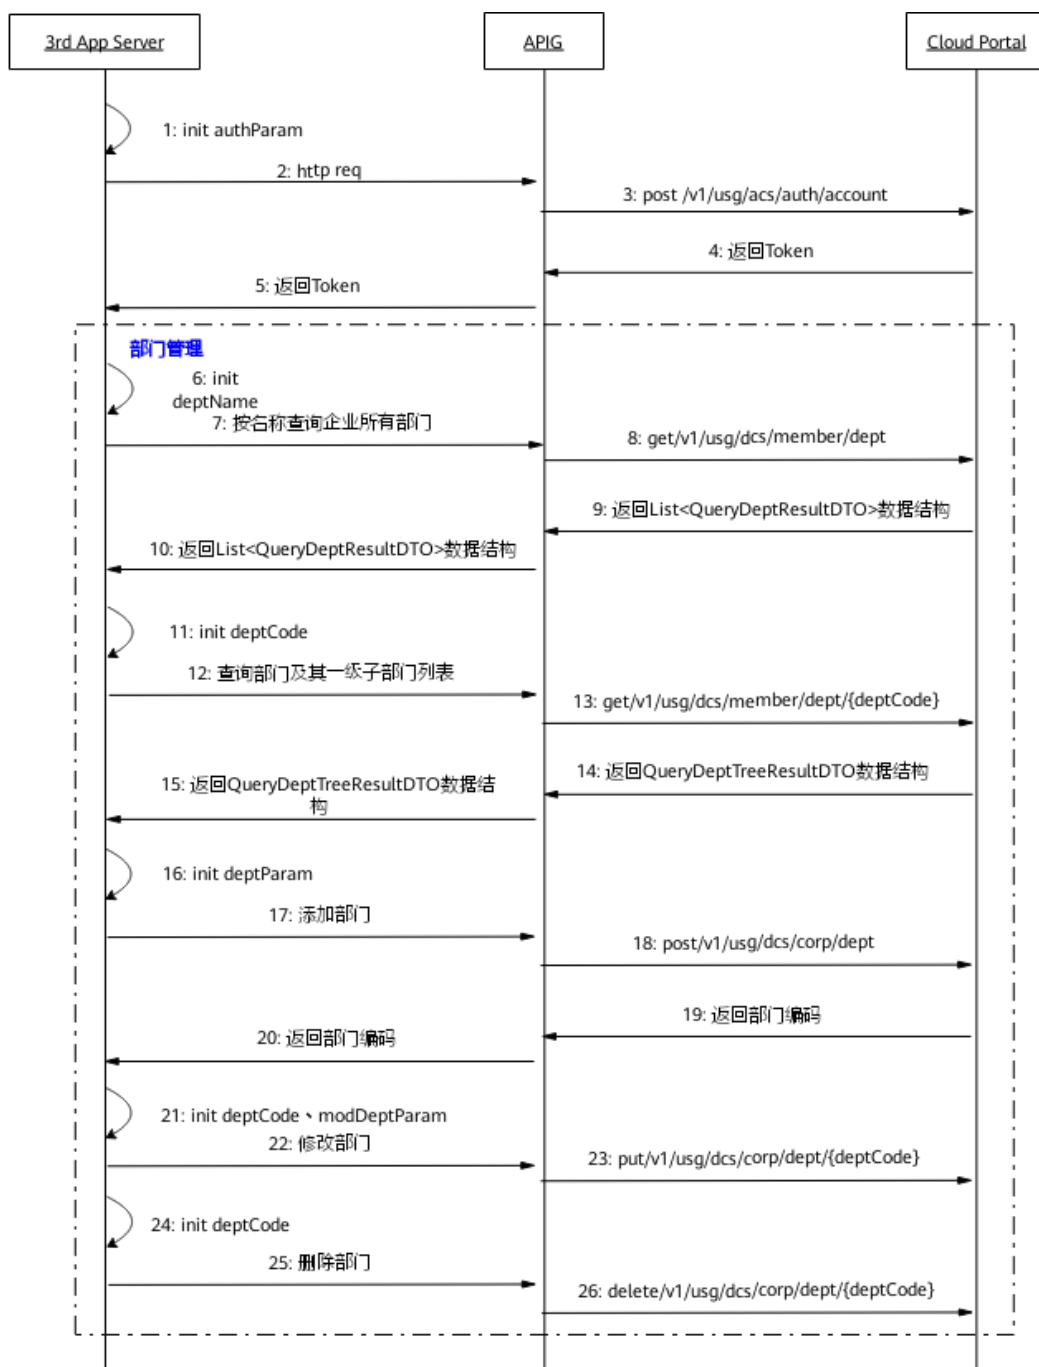 3rd App Server
APIG
Cloud Portal
1: init authParam
2: http req
3: post /v1/usg/acs/auth/account
4: 返回Token
5: 返回Token
部门管理
6: init
deptName
7: 按名称查询企业所有部门
8: get/v1/usg/dcs/member/dept
9: 返回List<QueryDeptResultDTO>数据结构
10: 返回List<QueryDeptResultDTO>数据结构
11: init deptCode
12: 查询部门及其一级子部门列表
13: get/v1/usg/dcs/member/dept/{deptCode}
14: 返回QueryDeptTreeResultDTO数据结构
15: 返回QueryDeptTreeResultDTO数据结
构
16: init deptParam
17: 添加部门
18: post/v1/usg/dcs/corp/dept
19: 返回部门编码
20: 返回部门编码
21: init deptCode、modDeptParam
22: 修改部门
23: put/v1/usg/dcs/corp/dept/{deptCode}
24: init deptCode
25: 删除部门
26: delete/v1/usg/dcs/corp/dept/{deptCode}